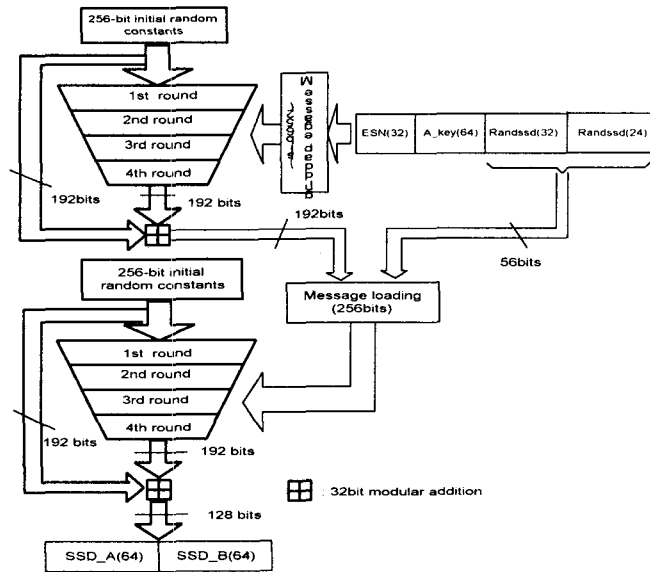 256-bit initial random
constants
1st round
2nd round
3rd round
4th round
ESN(32)
A_key(64)
Randssd(32)
Randssd(24)
192bits
192 bits
192bits
56bits
256-bit initial
random constants
Message loading
(256bits)
1st round
2nd round
3rd round
4th round
192 bits
192 bits
: 32bit modular addition
128 bits
SSD_A(64)
SSD_B(64)